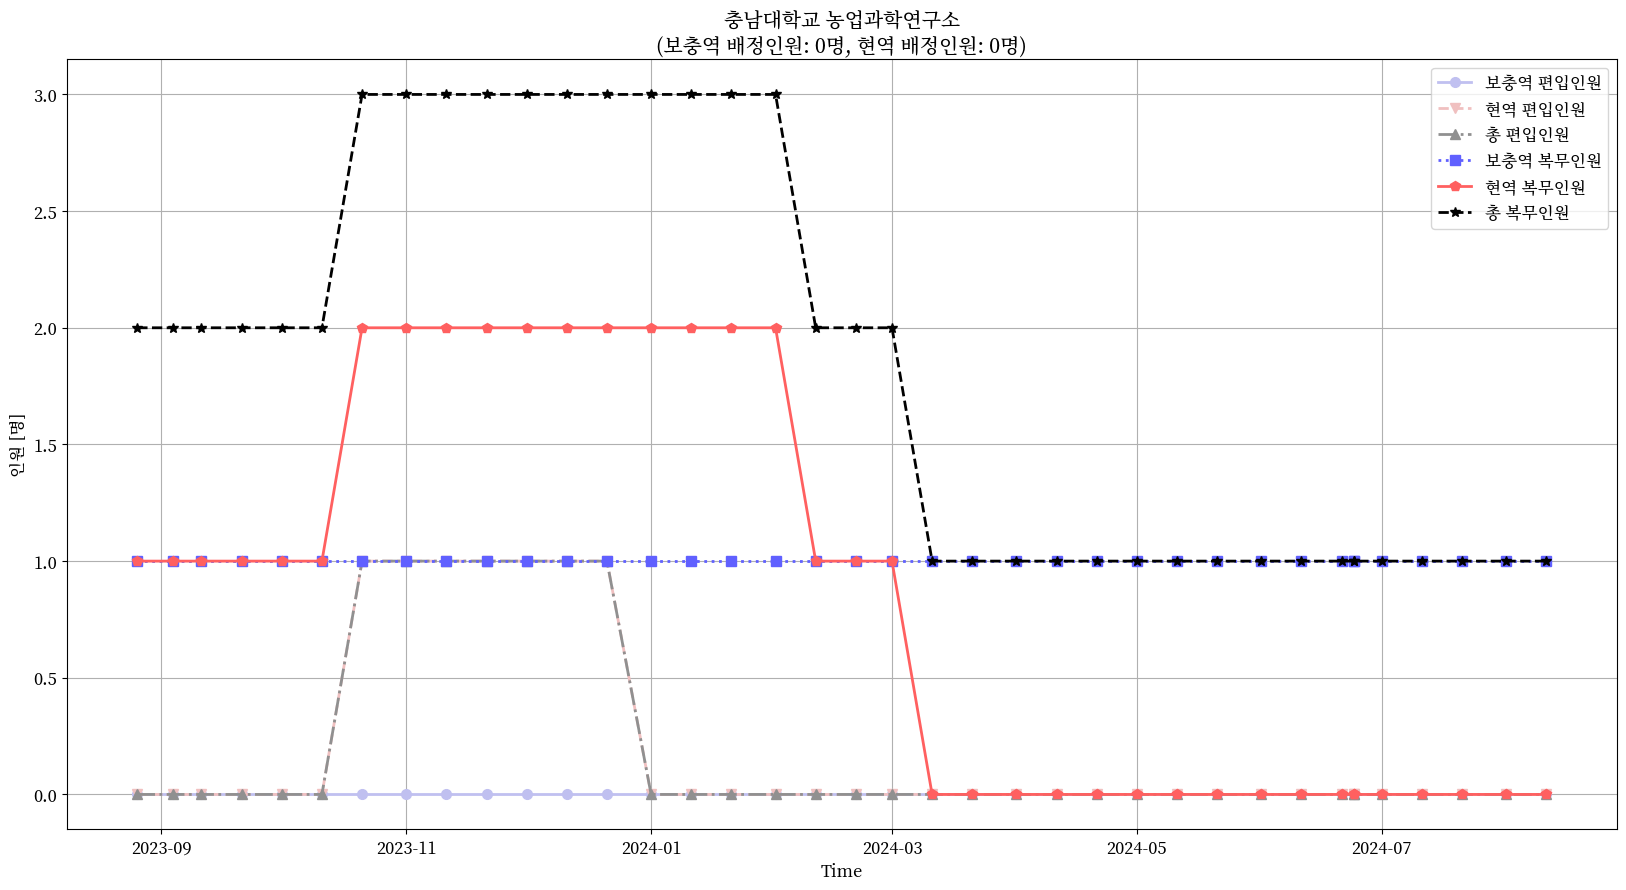 충남대학교 농업과학연구소
(보충역 배정인원: 0명, 현역 배정인원: 0명)
보충역 편입인원
현역 편입인원
총 편입인원
보충역 복무인원
현역 복무인원
총 복무인원
인원 [명]
3.0
2.5
2.0
1.5
1.0
0.5
0.0
2023-09
2023-11
2024-01
2024-03
2024-05
2024-07
Time